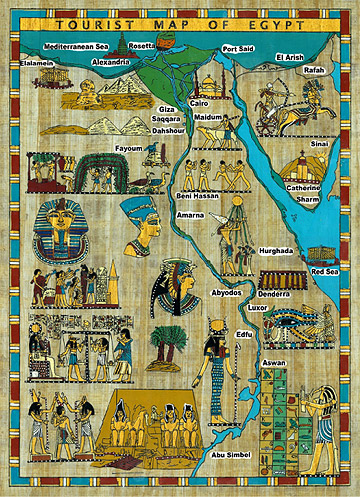 TOURIST MAP OF EGYPT
Mediterranean Sea
Rosetta
Port Said
Elalamein
Alexandria
El Arish
Rafah
Giza
Cairo
Saqqara
Maidum
Dahshour
Fayoum
Sinai
Catherine
Beni Hassan
Sharm
Amarna
Hurghada
Red Sea
Abyodos
Denderra
Luxor
Edfu
Aswan
Abu Simbel